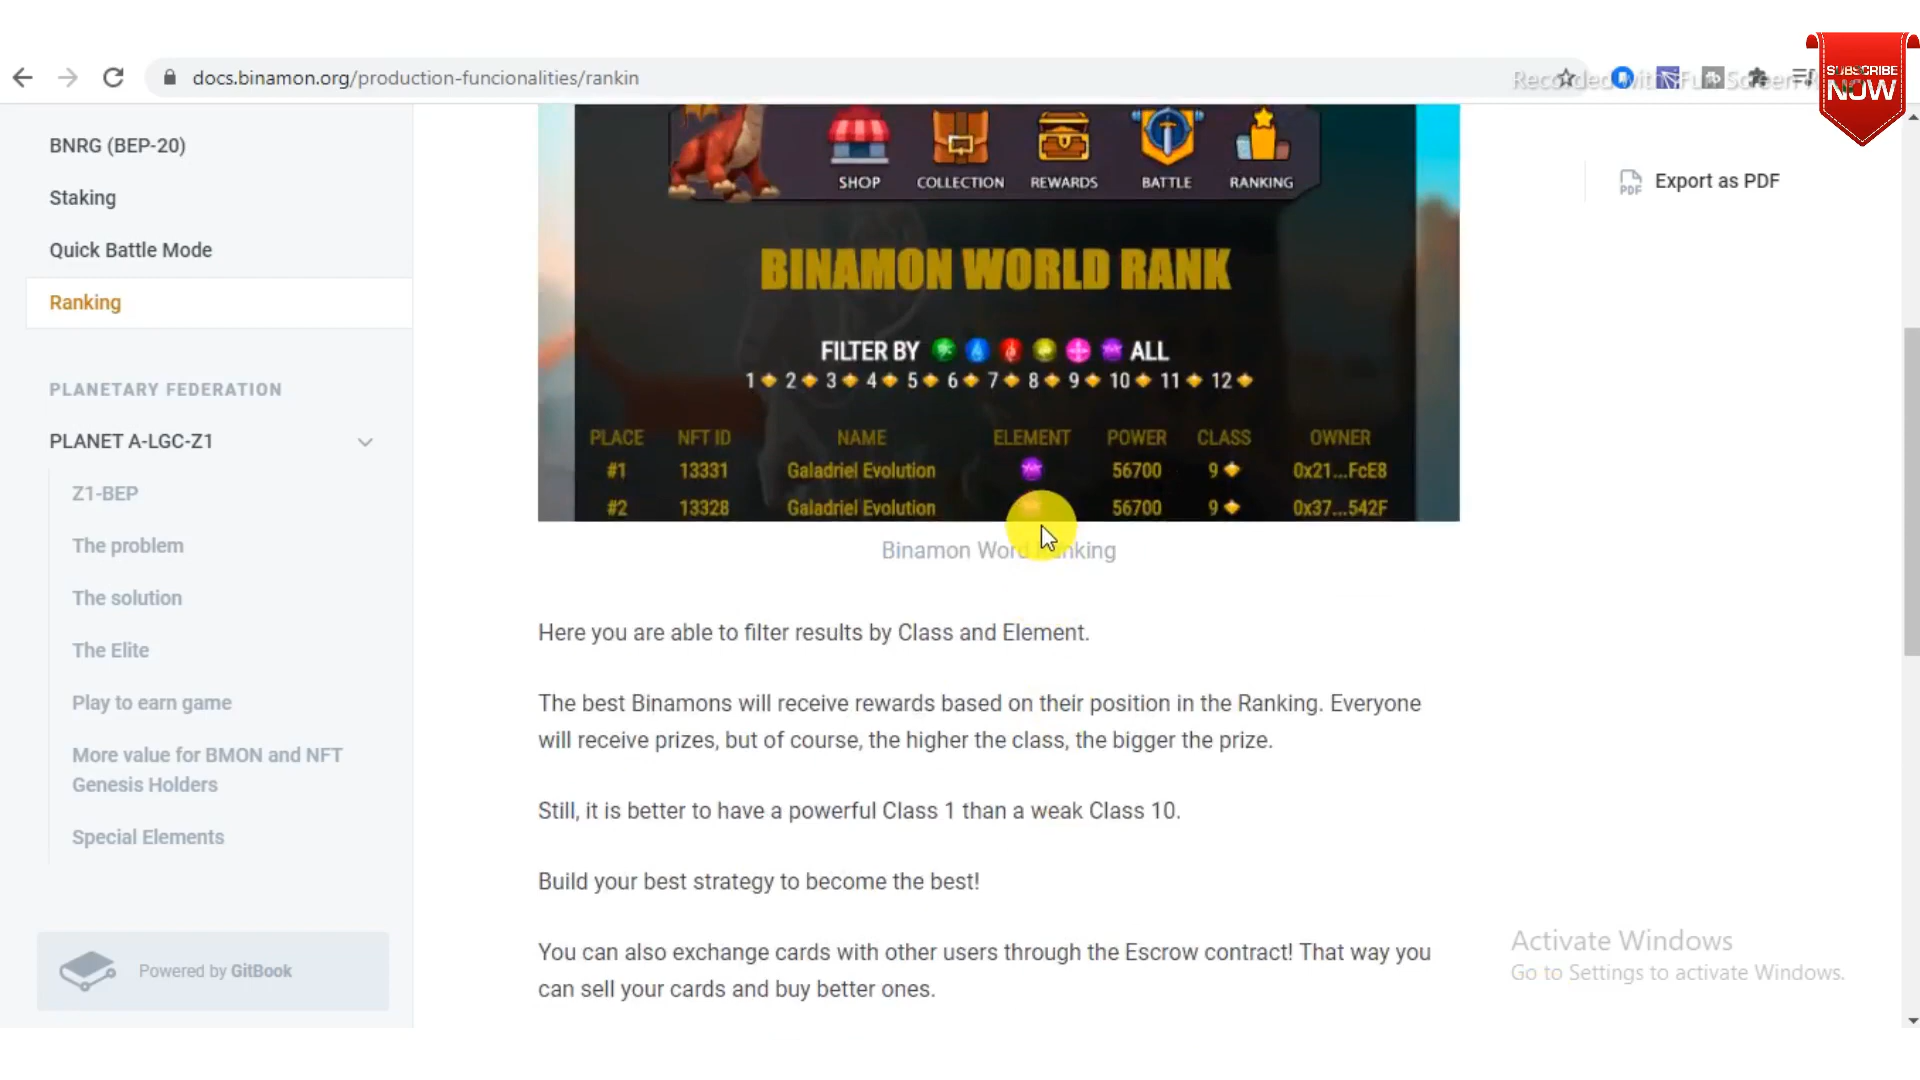 docs.binamon.org/production-funcionalities/rankin
Recorded with
Screen
SUBSCRIBE
NOW
BNRG (BEP-20)
Staking
Quick Battle Mode
Ranking
PLANETARY FEDERATION
PLANET A-LGC-Z1
Z1-BEP
The problem
The solution
The Elite
Play to earn game
More value for BMON and NFT
Genesis Holders
Special Elements
Powered by GitBook
SHOP COLLECTION REWARDS BATTLE RANKING
BINAMON WORLD RANK
FILTER BY ALL
1 2 3 4 5 6 7 8 9 10 11 12
PLACE NFT ID NAME ELEMENT POWER CLASS OWNER
#1 13331 Galadriel Evolution 56700 9 0x21...FcE8
#2 13328 Galadriel Evolution 56700 9 0x37...542F
Binamon Word Ranking
Here you are able to filter results by Class and Element.
The best Binamons will receive rewards based on their position in the Ranking. Everyone
will receive prizes, but of course, the higher the class, the bigger the prize.
Still, it is better to have a powerful Class 1 than a weak Class 10.
Build your best strategy to become the best!
You can also exchange cards with other users through the Escrow contract! That way you
can sell your cards and buy better ones.
PDF
Export as PDF
Activate Windows
Go to Settings to activate Windows.